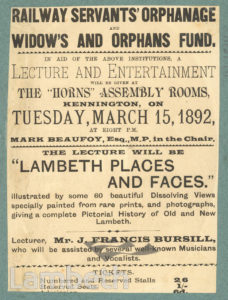 RAILWAY SERVANTS' ORPHANAGE
AND
WIDOW'S AND ORPHANS FUND.
IN AID OF THE ABOVE INSTITUTIONS, A
LECTURE AND ENTERTAINMENT
WILL BE GIVEN AT
THE "HORNS" ASSEMBLY ROOMS,
KENNINGTON, ON
TUESDAY, MARCH 15, 1892,
AT EIGHT P.M.
MARK BEAUFOY, Esq., M.P. in the Chair.
THE LECTURE WILL BE
"LAMBETH PLACES
AND FACES,"
illustrated by some 60 beautiful Dissolving Views
specially painted from rare prints, and photographs,
giving a complete Pictorial History of Old and New
Lambeth.
Lecturer, Mr. J. FRANCIS BURSILL,
who will be assisted by several well-known Musicians
and Vocalists.
TICKETS.
Numbered and Reserved Stalls 2 6